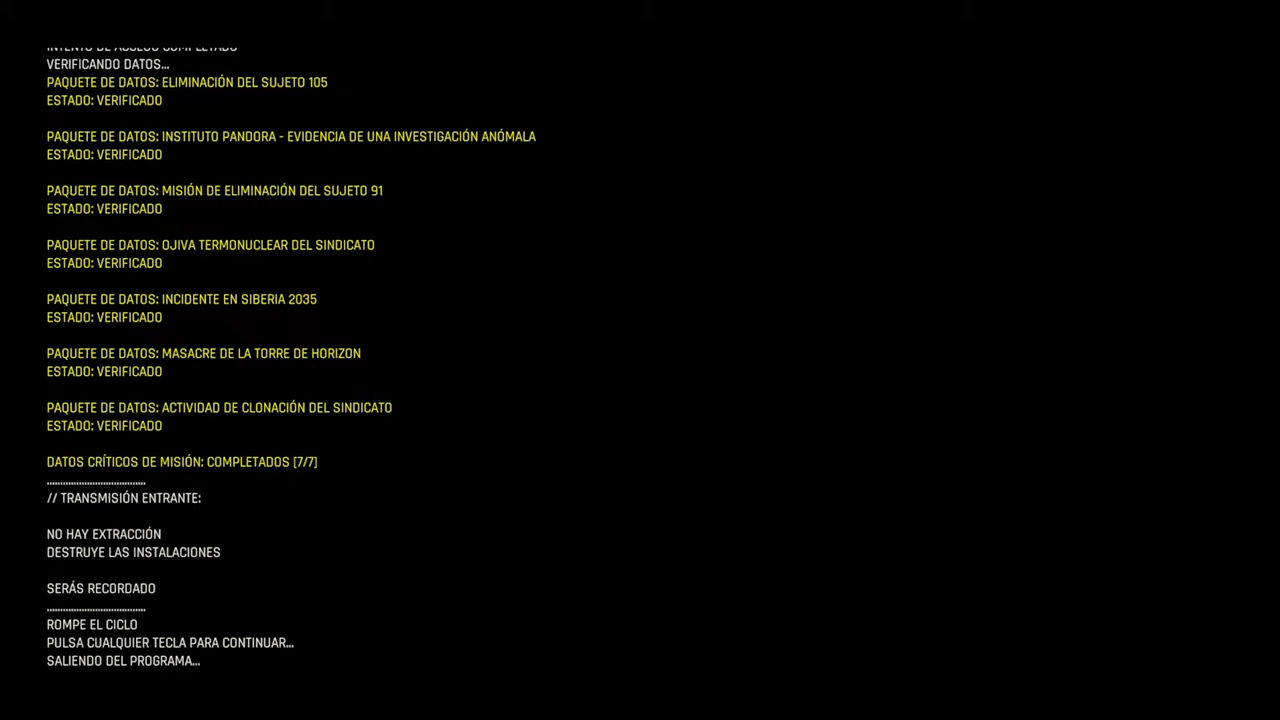 INTENTO DE ACCESO COMPLETADO
VERIFICANDO DATOS...
PAQUETE DE DATOS: ELIMINACIÓN DEL SUJETO 105
ESTADO: VERIFICADO
PAQUETE DE DATOS: INSTITUTO PANDORA - EVIDENCIA DE UNA INVESTIGACIÓN ANÓMALA
ESTADO: VERIFICADO
PAQUETE DE DATOS: MISIÓN DE ELIMINACIÓN DEL SUJETO 91
ESTADO: VERIFICADO
PAQUETE DE DATOS: OJIVA TERMONUCLEAR DEL SINDICATO
ESTADO: VERIFICADO
PAQUETE DE DATOS: INCIDENTE EN SIBERIA 2035
ESTADO: VERIFICADO
PAQUETE DE DATOS: MASACRE DE LA TORRE DE HORIZON
ESTADO: VERIFICADO
PAQUETE DE DATOS: ACTIVIDAD DE CLONACIÓN DEL SINDICATO
ESTADO: VERIFICADO
DATOS CRÍTICOS DE MISIÓN: COMPLETADOS [7/7]
....................................
// TRANSMISIÓN ENTRANTE:
NO HAY EXTRACCIÓN
DESTRUYE LAS INSTALACIONES
SERÁS RECORDADO
....................................
ROMPE EL CICLO
PULSA CUALQUIER TECLA PARA CONTINUAR...
SALIENDO DEL PROGRAMA...